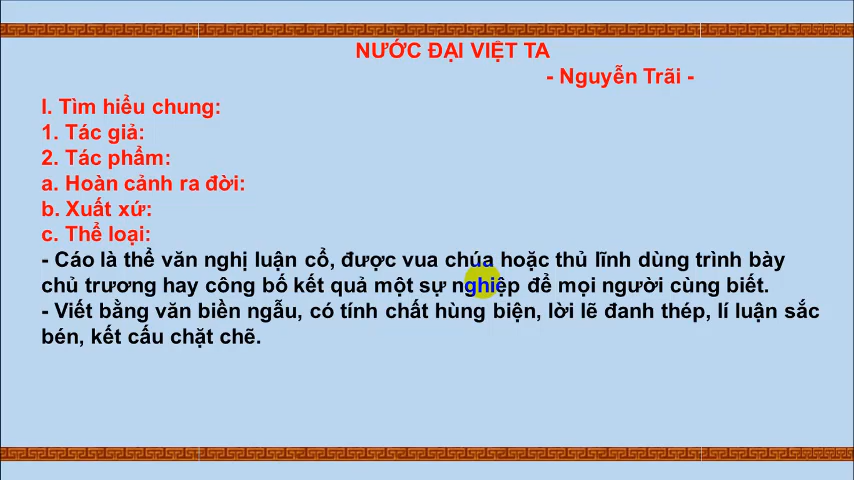 NƯỚC ĐẠI VIỆT TA
- Nguyễn Trãi -
I. Tìm hiểu chung:
1. Tác giả:
2. Tác phẩm:
a. Hoàn cảnh ra đời:
b. Xuất xứ:
c. Thể loại:
- Cáo là thể văn nghị luận cổ, được vua chúa hoặc thủ lĩnh dùng trình bày
chủ trương hay công bố kết quả một sự nghiệp để mọi người cùng biết.
- Viết bằng văn biền ngẫu, có tính chất hùng biện, lời lẽ đanh thép, lí luận sắc
bén, kết cấu chặt chẽ.